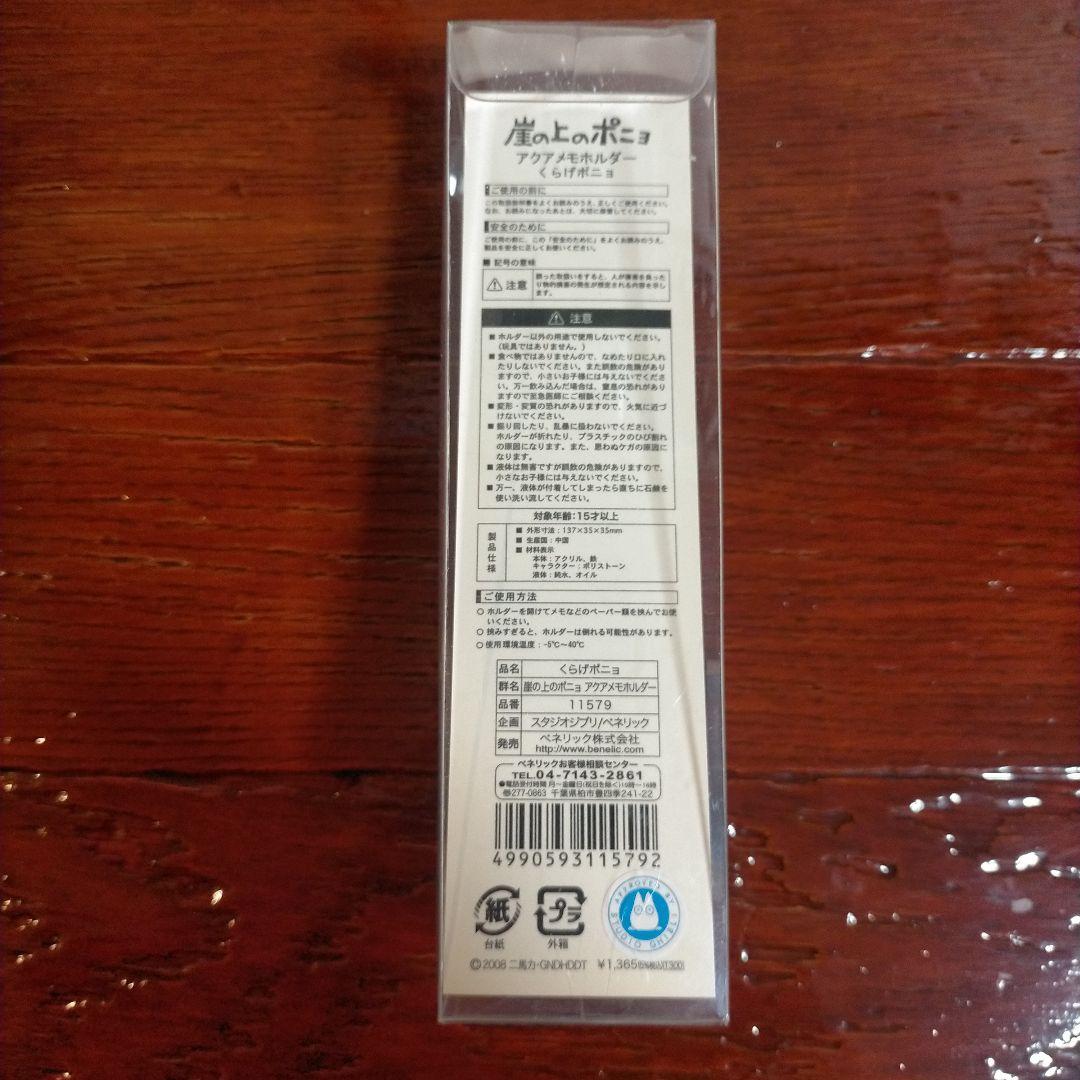 崖の上のポニョ
アクアメモホルダー
くらげポニョ
ご使用の前に
この取扱説明書をよくお読みのうえ、正しくご使用ください。
なお、お読みになったあとは、大切に保管してください。
安全のために
ご使用の前に、この「安全のために」をよくお読みのうえ、
製品を安全に正しくお使いください。
■ 記号の意味
⚠ 注意
誤った取扱いをすると、人が傷害を負った
り物的損害の発生が想定される内容を示し
ます。
⚠ 注意
■ ホルダー以外の用途で使用しないでください。
(玩具ではありません。)
■ 食べ物ではありませんので、なめたり口に入れ
たりしないでください。また誤飲の危険があり
ますので、小さいお子様には与えないでくださ
い。万一飲み込んだ場合は、窒息の恐れがあり
ますので至急医師にご相談ください。
■ 変形・変質の恐れがありますので、火気に近づ
けないでください。
■ 振り回したり、乱暴に扱わないでください。
ホルダーが折れたり、プラスチックのひび割れ
の原因になります。また、思わぬケガの原因に
なります。
■ 液体は無害ですが誤飲の危険がありますので、
小さなお子様には与えないでください。
■ 万一、液体が付着してしまったら直ちに石鹸を
使い洗い流してください。
対象年齢:15才以上
製品仕様
■ 外形寸法:137×35×35mm
■ 生産国:中国
■ 材料表示
本体:アクリル、鉄
キャラクター:ポリストーン
液体:純水、オイル
ご使用方法
○ ホルダーを開けてメモなどのペーパー類を挟んでお使
いください。
○ 挟みすぎると、ホルダーは倒れる可能性があります。
○ 使用環境温度:-5℃~40℃
品名 くらげポニョ
群名 崖の上のポニョ アクアメモホルダー
品番 11579
企画 スタジオジブリ/ベネリック
発売 ベネリック株式会社
http://www.benelic.com
ベネリックお客様相談センター
TEL.04-7143-2861
●電話受付時間 月~金曜日(祝日を除く)10時~16時
〒277-0863 千葉県柏市豊四季241-22
4990593115792
紙 プラ
台紙 外箱
APPROVED BY STUDIO
© 2008 二馬力・GNDHDDT ¥1,365